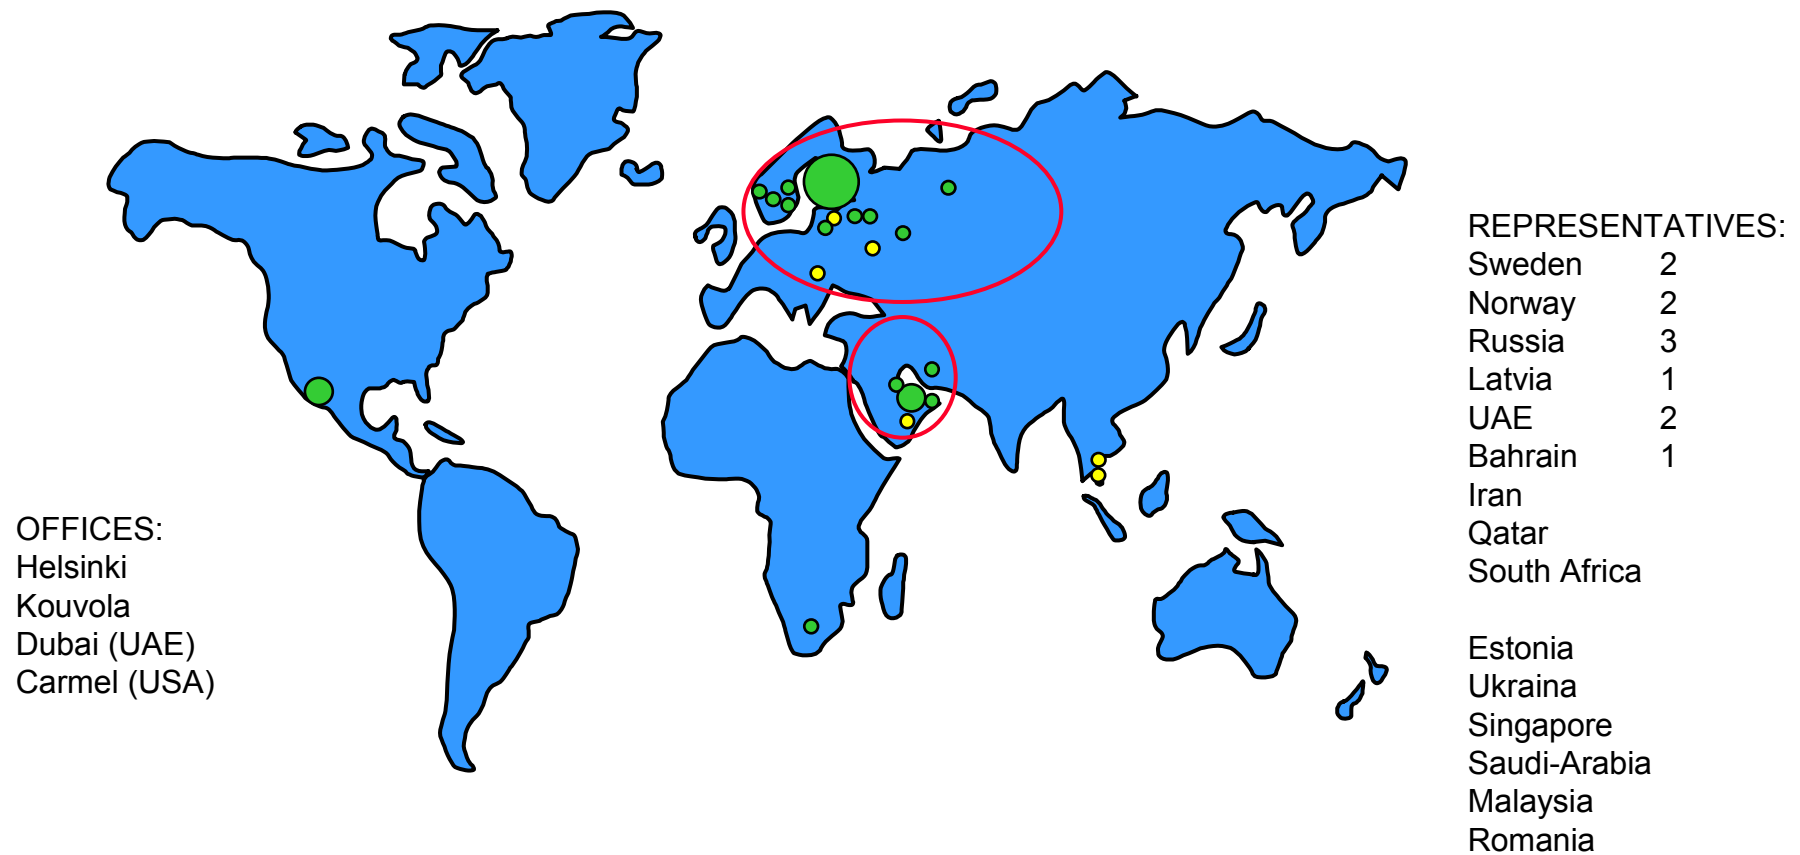 OFFICES:
Helsinki
Kouvola
Dubai (UAE)
Carmel (USA)
REPRESENTATIVES:
Sweden 2
Norway 2
Russia 3
Latvia 1
UAE 2
Bahrain 1
Iran
Qatar
South Africa
Estonia
Ukraina
Singapore
Saudi-Arabia
Malaysia
Romania